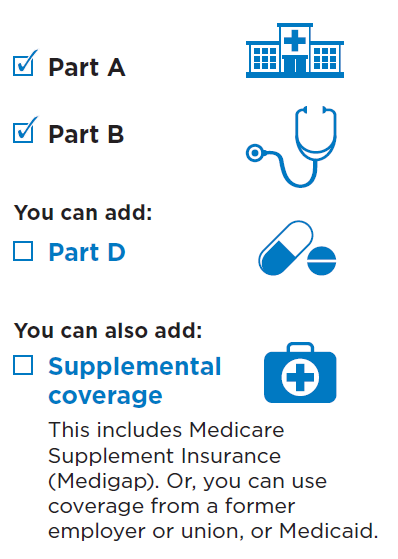 Part A
Part B
You can add:
Part D
You can also add:
Supplemental
coverage
This includes Medicare
Supplement Insurance
(Medigap). Or, you can use
coverage from a former
employer or union, or Medicaid.